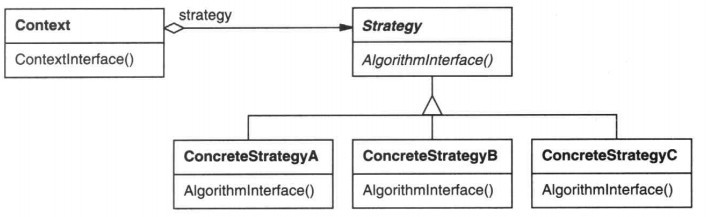 Context
strategy
Strategy
ContextInterface()
AlgorithmInterface()
ConcreteStrategyA
ConcreteStrategyB
ConcreteStrategyC
AlgorithmInterface()
AlgorithmInterface()
AlgorithmInterface()